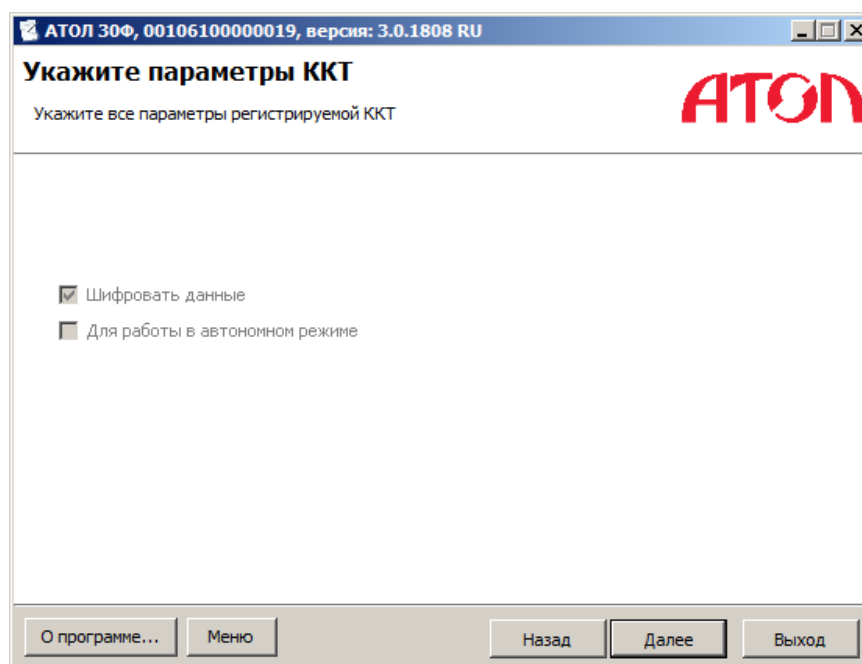 АТОЛ 30Ф, 00106100000019, версия: 3.0.1808 RU
Укажите параметры ККТ
Укажите все параметры регистрируемой ККТ
АТОЛ
Шифровать данные
Для работы в автономном режиме
О программе...
Меню
Назад
Далее
Выход